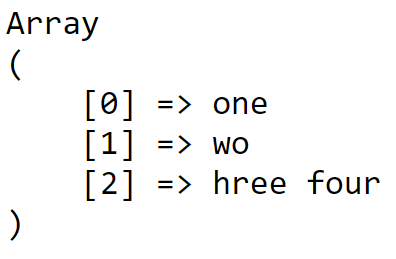 Array
(
    [0] => one
    [1] => wo
    [2] => hree four
)